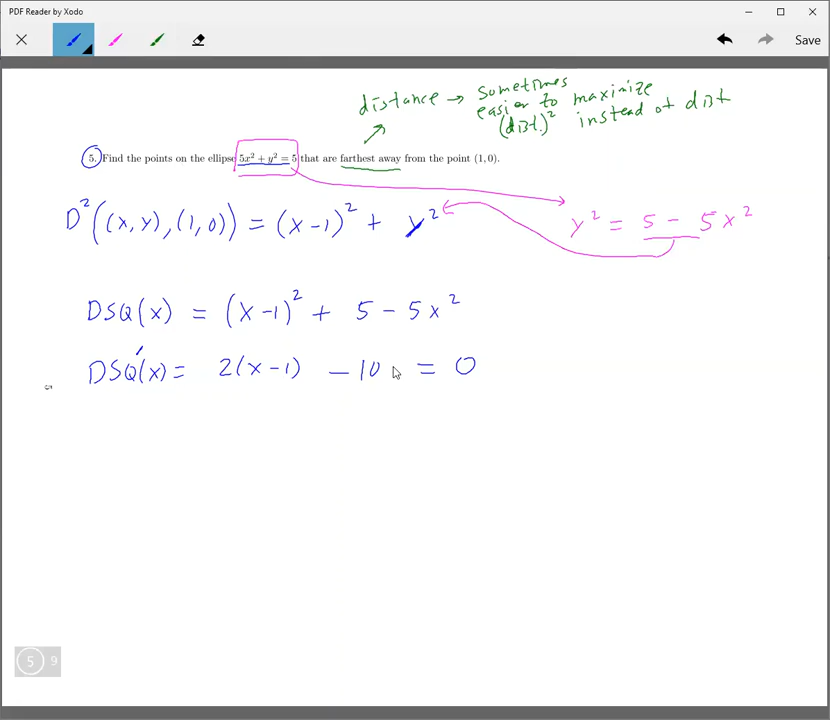 PDF Reader by Xodo
Save
distance → sometimes easier to maximize (dist.)² instead of dist
5. Find the points on the ellipse 5x² + y² = 5 that are farthest away from the point (1, 0).
D²((x, y), (1, 0)) = (x - 1)² + y²
y² = 5 - 5x²
DSQ(x) = (x - 1)² + 5 - 5x²
DSQ'(x) = 2(x - 1) - 10 = 0
5 9